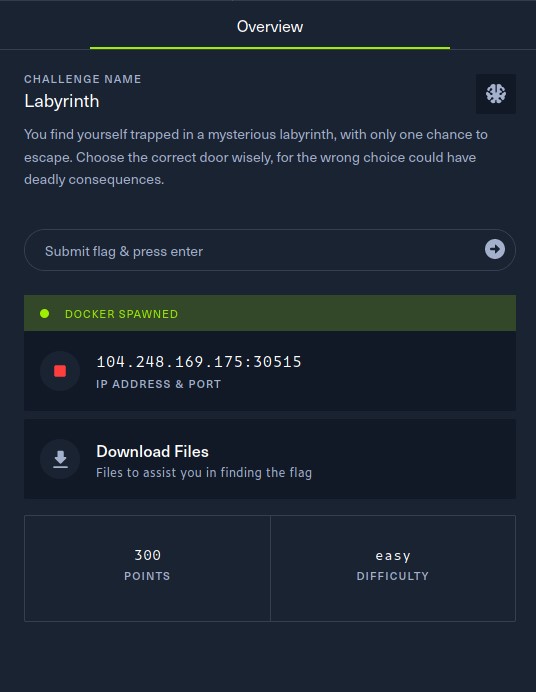 Overview
CHALLENGE NAME
Labyrinth
You find yourself trapped in a mysterious labyrinth, with only one chance to
escape. Choose the correct door wisely, for the wrong choice could have
deadly consequences.
Submit flag & press enter
DOCKER SPAWNED
104.248.169.175:30515
IP ADDRESS & PORT
Download Files
Files to assist you in finding the flag
300
POINTS
easy
DIFFICULTY